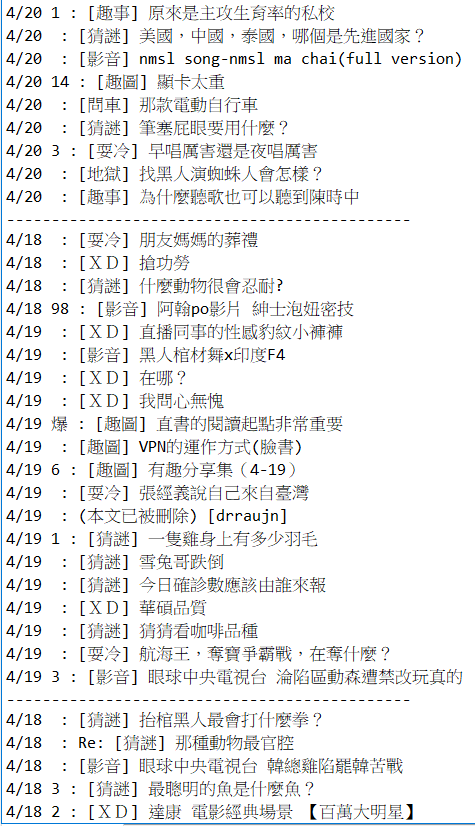 4/20 1 : [趣事] 原來是主攻生育率的私校
4/20 : [猜謎] 美國，中國，泰國，哪個是先進國家？
4/20 : [影音] nmsl song-nmsl ma chai(full version)
4/20 14 : [趣圖] 顯卡太重
4/20 : [問車] 那款電動自行車
4/20 : [猜謎] 筆塞屁眼要用什麼？
4/20 3 : [耍冷] 早唱厲害還是夜唱厲害
4/20 : [地獄] 找黑人演蜘蛛人會怎樣？
4/20 : [趣事] 為什麼聽歌也可以聽到陳時中
---------------------------------------------
4/18 : [耍冷] 朋友媽媽的葬禮
4/18 : [ＸＤ] 搶功勞
4/18 : [猜謎] 什麼動物很會忍耐?
4/18 98 : [影音] 阿翰po影片 紳士泡妞密技
4/19 : [ＸＤ] 直播同事的性感豹紋小褲褲
4/19 : [影音] 黑人棺材舞x印度F4
4/19 : [ＸＤ] 在哪？
4/19 : [ＸＤ] 我問心無愧
4/19 爆 : [趣圖] 直書的閱讀起點非常重要
4/19 : [趣圖] VPN的運作方式(臉書)
4/19 6 : [趣圖] 有趣分享集（4-19）
4/19 : [耍冷] 張經義說自己來自臺灣
4/19 : (本文已被刪除) [drraujn]
4/19 1 : [猜謎] 一隻雞身上有多少羽毛
4/19 : [猜謎] 雪兔哥跌倒
4/19 : [猜謎] 今日確診數應該由誰來報
4/19 : [ＸＤ] 華碩品質
4/19 : [猜謎] 猜猜看咖啡品種
4/19 : [耍冷] 航海王，奪寶爭霸戰，在奪什麼？
4/19 3 : [影音] 眼球中央電視台 淪陷區動森遭禁改玩真的
---------------------------------------------
4/18 : [猜謎] 抬棺黑人最會打什麼拳？
4/18 : Re: [猜謎] 那種動物最官腔
4/18 : [影音] 眼球中央電視台 韓總雞陷罷韓苦戰
4/18 3 : [猜謎] 最聰明的魚是什麼魚？
4/18 2 : [ＸＤ] 達康 電影經典場景 【百萬大明星】